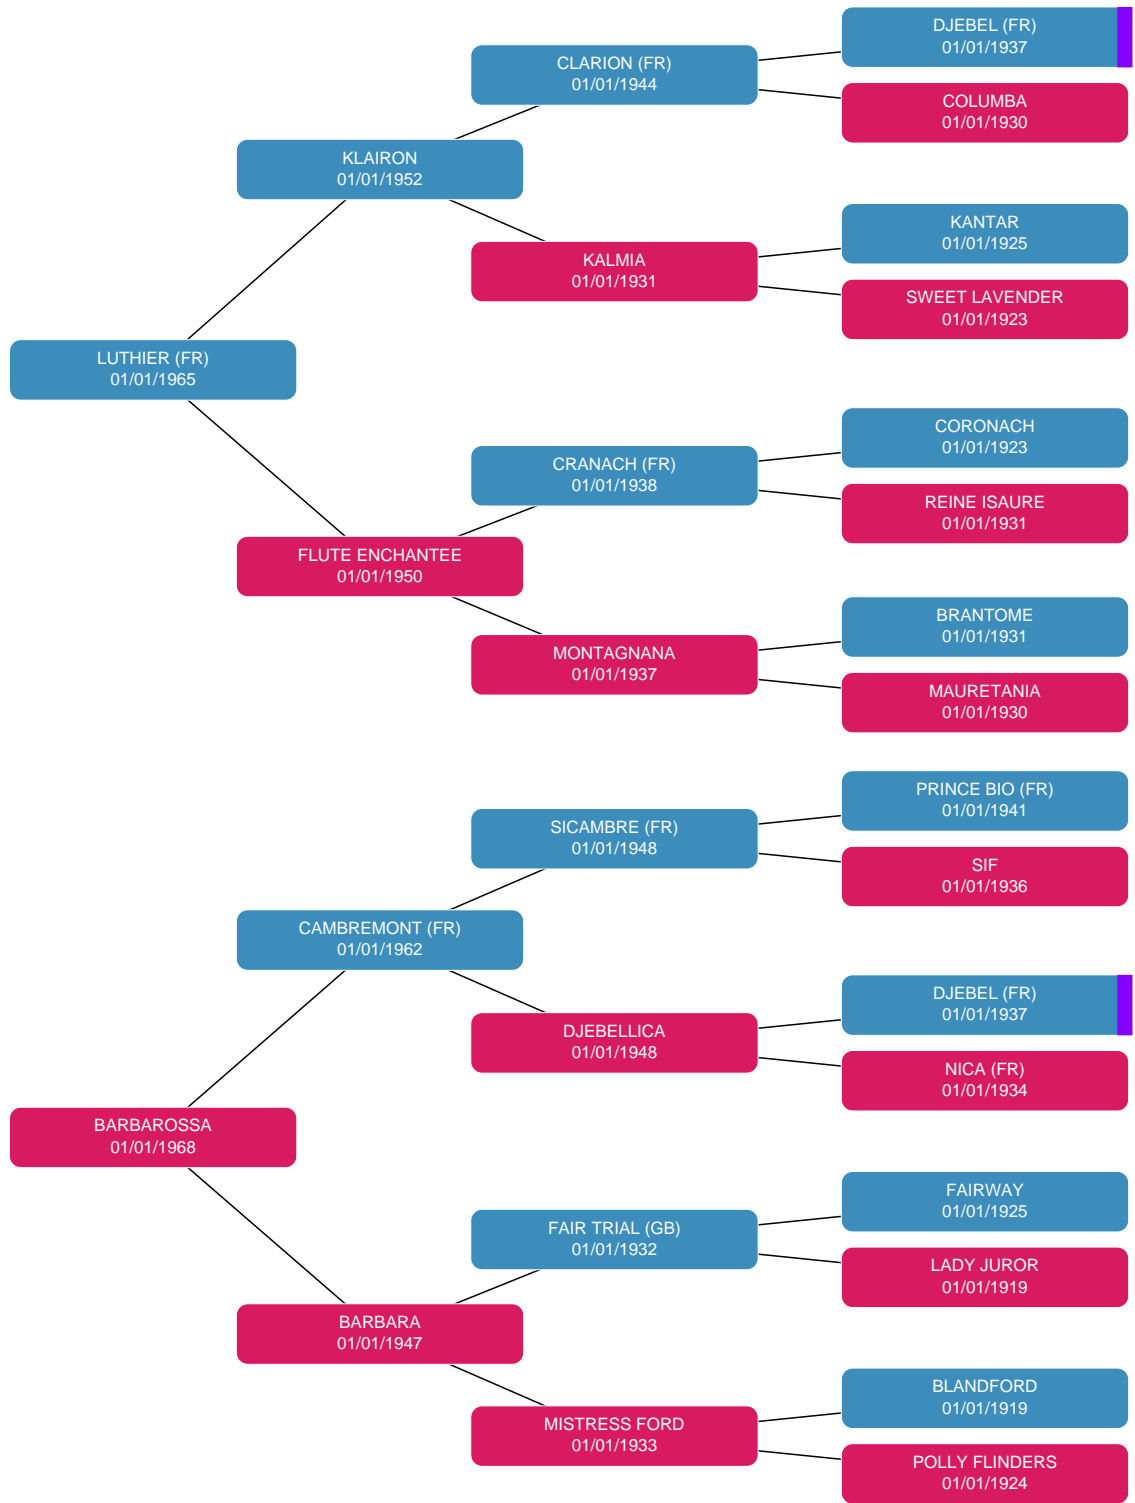 DJEBEL (FR)
01/01/1937
CLARION (FR)
01/01/1944
COLUMBA
01/01/1930
KLAIRON
01/01/1952
KANTAR
01/01/1925
KALMIA
01/01/1931
SWEET LAVENDER
01/01/1923
LUTHIER (FR)
01/01/1965
CORONACH
01/01/1923
CRANACH (FR)
01/01/1938
REINE ISAURE
01/01/1931
FLUTE ENCHANTEE
01/01/1950
BRANTOME
01/01/1931
MONTAGNANA
01/01/1937
MAURETANIA
01/01/1930
PRINCE BIO (FR)
01/01/1941
SICAMBRE (FR)
01/01/1948
SIF
01/01/1936
CAMBREMONT (FR)
01/01/1962
DJEBEL (FR)
01/01/1937
DJEBELLICA
01/01/1948
NICA (FR)
01/01/1934
BARBAROSSA
01/01/1968
FAIRWAY
01/01/1925
FAIR TRIAL (GB)
01/01/1932
LADY JUROR
01/01/1919
BARBARA
01/01/1947
BLANDFORD
01/01/1919
MISTRESS FORD
01/01/1933
POLLY FLINDERS
01/01/1924